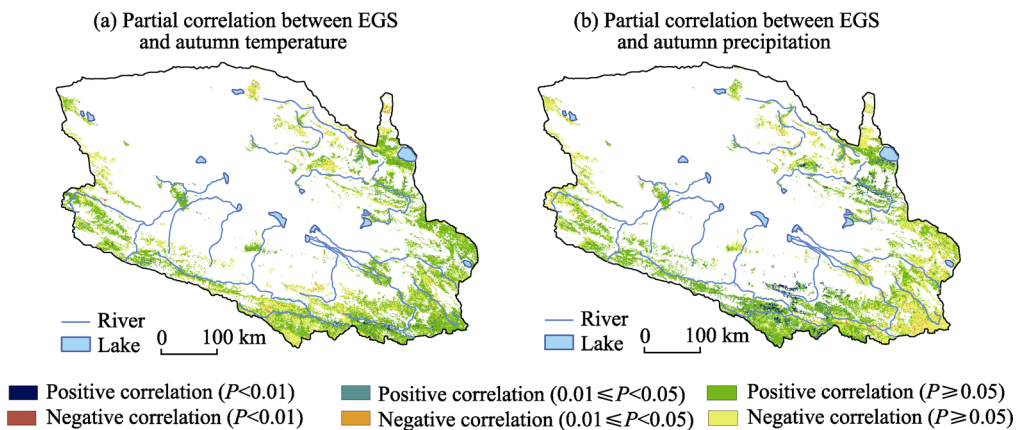 (a) Partial correlation between EGS
and autumn temperature
(b) Partial correlation between EGS
and autumn precipitation
River
Lake
0 100 km
River
Lake
0 100 km
Positive correlation (P<0.01)
Positive correlation (0.01≤P<0.05)
Positive correlation (P≥0.05)
Negative correlation (P<0.01)
Negative correlation (0.01≤P<0.05)
Negative correlation (P≥0.05)